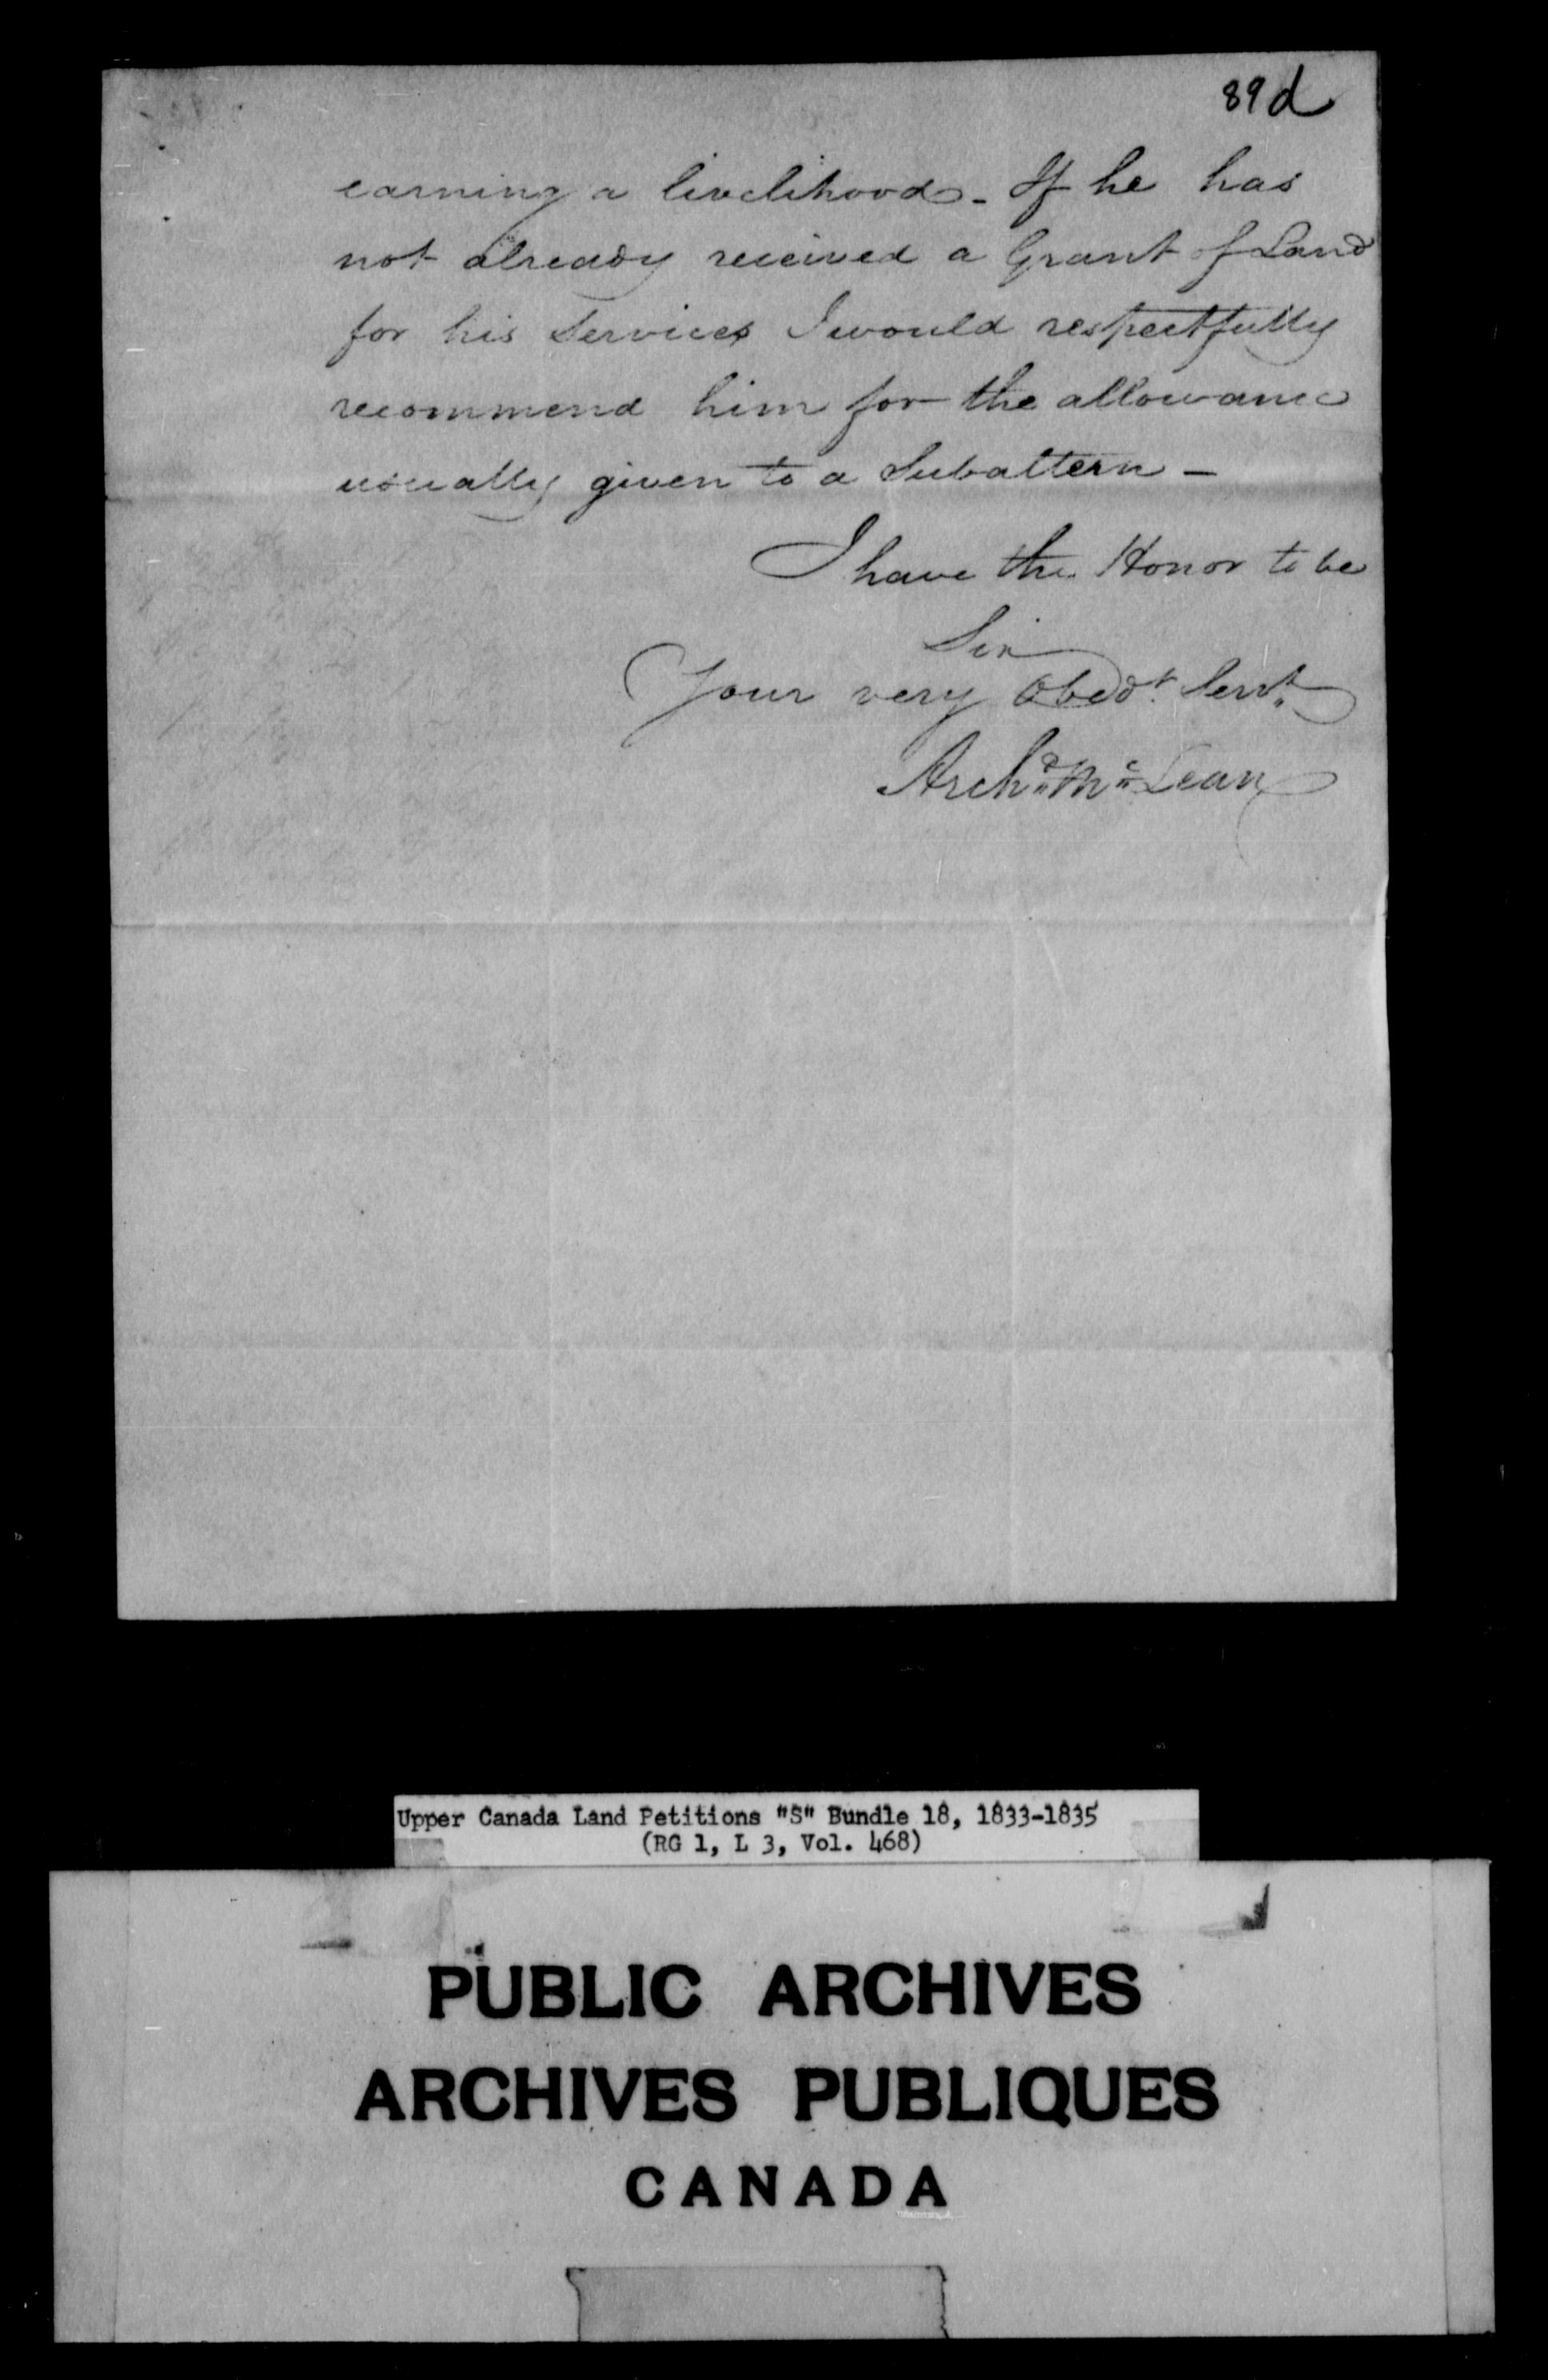 89d
earning a livelihood - If he has
not already received a Grant of Land
for his Services I would respectfully
recommend him for the allowance
usually given to a Subaltern -
I have the Honor to be
Sir
Your very Obedt. Servt.
Archd. McLean
Upper Canada Land Petitions "S" Bundle 18, 1833-1835
(RG 1, L 3, Vol. 468)
PUBLIC ARCHIVES
ARCHIVES PUBLIQUES
CANADA